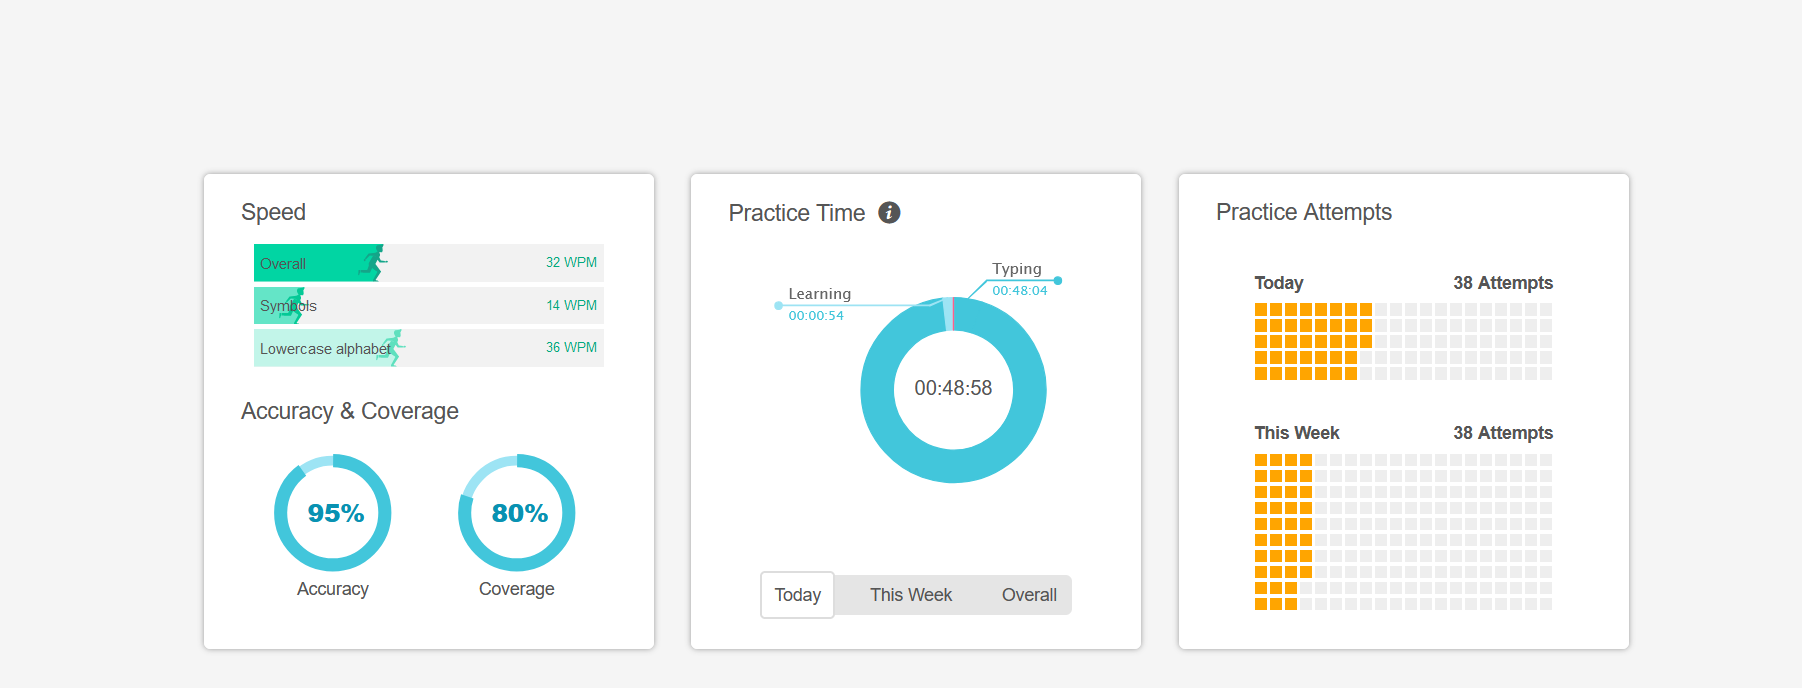 Speed
Overall 32 WPM
Symbols 14 WPM
Lowercase alphabet 36 WPM
Accuracy & Coverage
95%
Accuracy
80%
Coverage
Practice Time
Typing
00:48:04
Learning
00:00:54
00:48:58
Today This Week Overall
Practice Attempts
Today 38 Attempts
This Week 38 Attempts